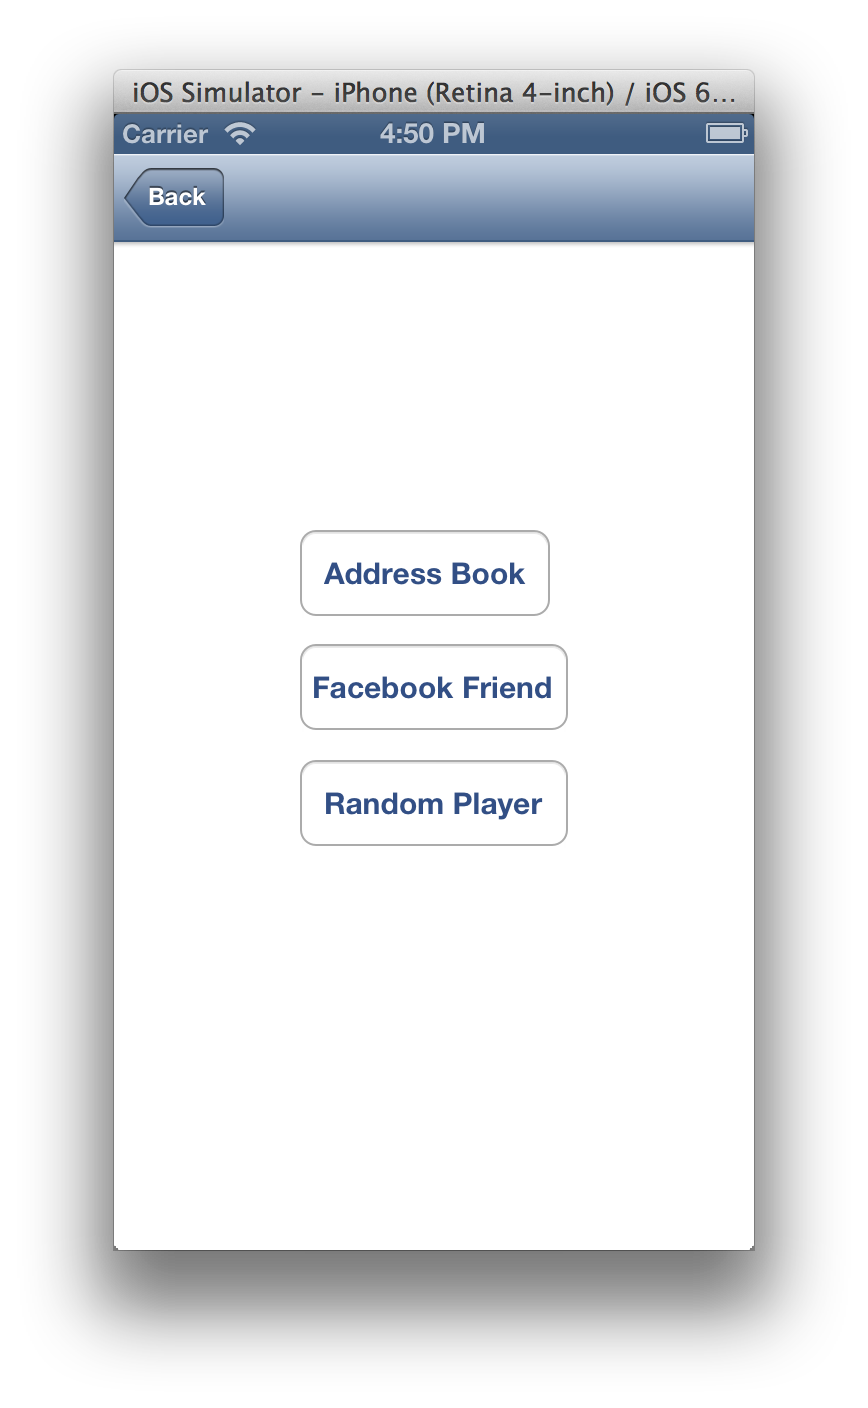 iOS Simulator - iPhone (Retina 4-inch) / iOS 6...
Carrier 4:50 PM
Back
Address Book
Facebook Friend
Random Player